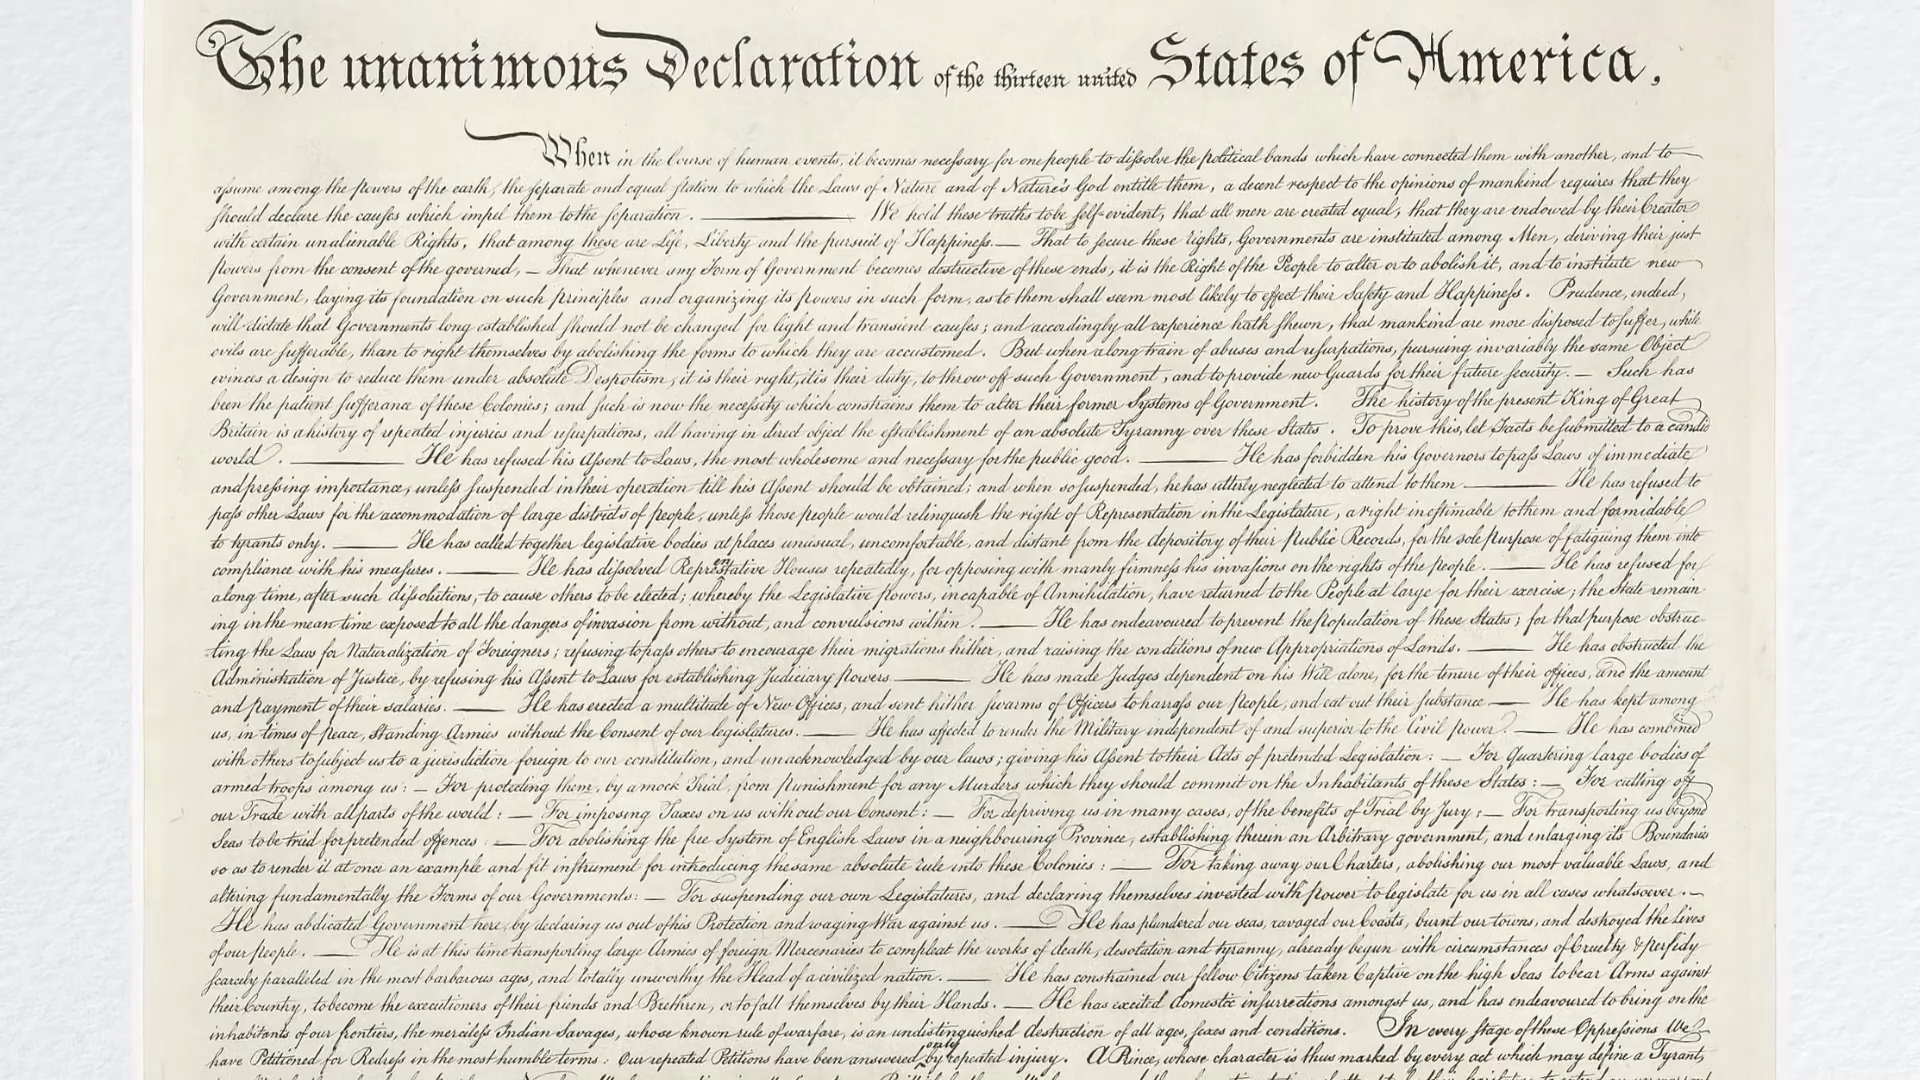 The unanimous Declaration of the thirteen united States of America,
When in the Course of human events, it becomes necessary for one people to dissolve the political bands which have connected them with another, and to
assume among the powers of the earth, the separate and equal station to which the Laws of Nature and of Nature's God entitle them, a decent respect to the opinions of mankind requires that they
should declare the causes which impel them to the separation. ——— We hold these truths to be self-evident, that all men are created equal, that they are endowed by their Creator
with certain unalienable Rights, that among these are Life, Liberty and the pursuit of Happiness.— That to secure these rights, Governments are instituted among Men, deriving their just
powers from the consent of the governed, — That whenever any Form of Government becomes destructive of these ends, it is the Right of the People to alter or to abolish it, and to institute new
Government, laying its foundation on such principles and organizing its powers in such form, as to them shall seem most likely to effect their Safety and Happiness. Prudence, indeed,
will dictate that Governments long established should not be changed for light and transient causes; and accordingly all experience hath shewn, that mankind are more disposed to suffer, while
evils are sufferable, than to right themselves by abolishing the forms to which they are accustomed. But when a long train of abuses and usurpations, pursuing invariably the same Object
evinces a design to reduce them under absolute Despotism, it is their right, it is their duty, to throw off such Government, and to provide new Guards for their future security. — Such has
been the patient sufferance of these Colonies; and such is now the necessity which constrains them to alter their former Systems of Government. The history of the present King of Great
Britain is a history of repeated injuries and usurpations, all having in direct object the establishment of an absolute Tyranny over these States. To prove this, let Facts be submitted to a candid
world. ——— He has refused his Assent to Laws, the most wholesome and necessary for the public good. ——— He has forbidden his Governors to pass Laws of immediate
and pressing importance, unless suspended in their operation till his Assent should be obtained; and when so suspended, he has utterly neglected to attend to them ——— He has refused to
pass other Laws for the accommodation of large districts of people, unless those people would relinquish the right of Representation in the Legislature, a right inestimable to them and formidable
to tyrants only. ——— He has called together legislative bodies at places unusual, uncomfortable, and distant from the depository of their Public Records, for the sole purpose of fatiguing them into
compliance with his measures. ——— He has dissolved Representative Houses repeatedly, for opposing with manly firmness his invasions on the rights of the people. ——— He has refused for
a long time, after such dissolutions, to cause others to be elected; whereby the Legislative powers, incapable of Annihilation, have returned to the People at large for their exercise; the State remain
ing in the mean time exposed to all the dangers of invasion from without, and convulsions within. ——— He has endeavoured to prevent the population of these States; for that purpose obstruc-
ting the Laws for Naturalization of Foreigners; refusing to pass others to encourage their migrations hither, and raising the conditions of new Appropriations of Lands. ——— He has obstructed the
Administration of Justice, by refusing his Assent to Laws for establishing Judiciary powers ——— He has made Judges dependent on his Will alone, for the tenure of their offices, and the amount
and payment of their salaries. ——— He has erected a multitude of New Offices, and sent hither swarms of Officers to harrass our people, and eat out their substance — He has kept among
us, in times of peace, Standing Armies without the Consent of our legislatures. ——— He has affected to render the Military independent of and superior to the Civil power. — He has combined
with others to subject us to a jurisdiction foreign to our constitution, and unacknowledged by our laws; giving his Assent to their Acts of pretended Legislation: — For Quartering large bodies of
armed troops among us: — For protecting them, by a mock Trial, from punishment for any Murders which they should commit on the Inhabitants of these States: — For cutting off
our Trade with all parts of the world: — For imposing Taxes on us without our Consent: — For depriving us in many cases, of the benefits of Trial by Jury; — For transporting us beyond
Seas to be tried for pretended offences — For abolishing the free System of English Laws in a neighbouring Province, establishing therein an Arbitrary government, and enlarging its Boundaries
so as to render it at once an example and fit instrument for introducing the same absolute rule into these Colonies: — For taking away our Charters, abolishing our most valuable Laws, and
altering fundamentally the Forms of our Governments: — For suspending our own Legislatures, and declaring themselves invested with power to legislate for us in all cases whatsoever. —
He has abdicated Government here, by declaring us out of his Protection and waging War against us. — He has plundered our seas, ravaged our Coasts, burnt our towns, and destroyed the lives
of our people. — He is at this time transporting large Armies of foreign Mercenaries to compleat the works of death, desolation and tyranny, already begun with circumstances of Cruelty & perfidy
scarcely paralleled in the most barbarous ages, and totally unworthy the Head of a civilized nation. — He has constrained our fellow Citizens taken Captive on the high Seas to bear Arms against
their Country, to become the executioners of their friends and Brethren, or to fall themselves by their Hands. — He has excited domestic insurrections amongst us, and has endeavoured to bring on the
inhabitants of our frontiers, the merciless Indian Savages, whose known rule of warfare, is an undistinguished destruction of all ages, sexes and conditions. In every stage of these Oppressions We
have Petitioned for Redress in the most humble terms: Our repeated Petitions have been answered only by repeated injury. A Prince, whose character is thus marked by every act which may define a Tyrant,